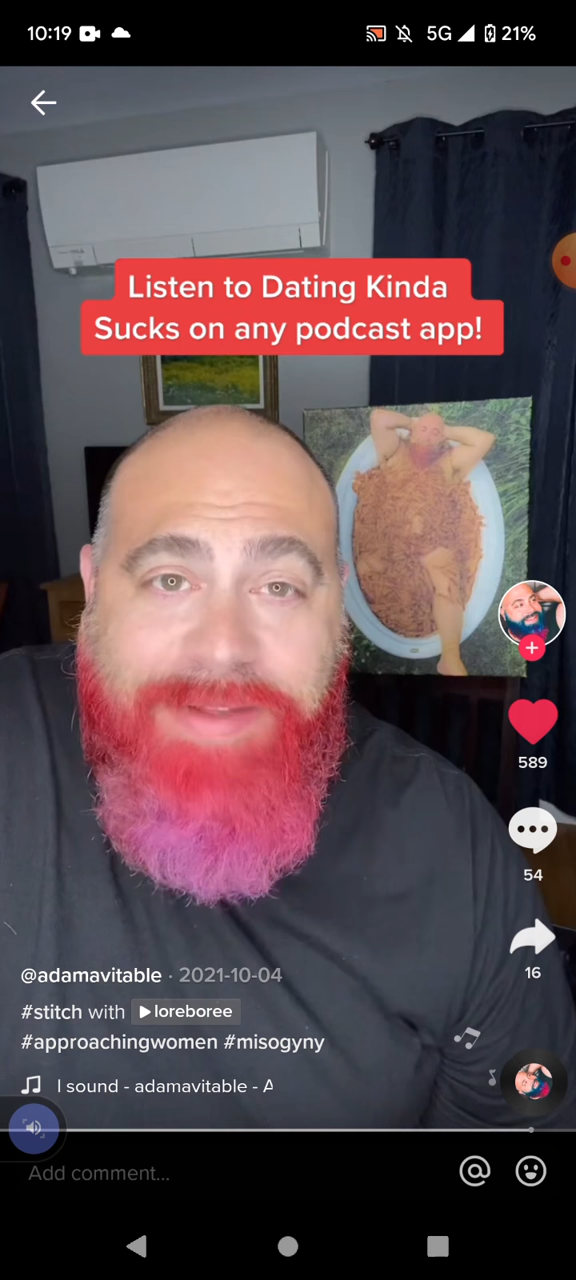 10:19
5G
21%
Listen to Dating Kinda
Sucks on any podcast app!
589
54
16
@adamavitable · 2021-10-04
#stitch with loreboree
#approachingwomen #misogyny
l sound - adamavitable - A
Add comment...